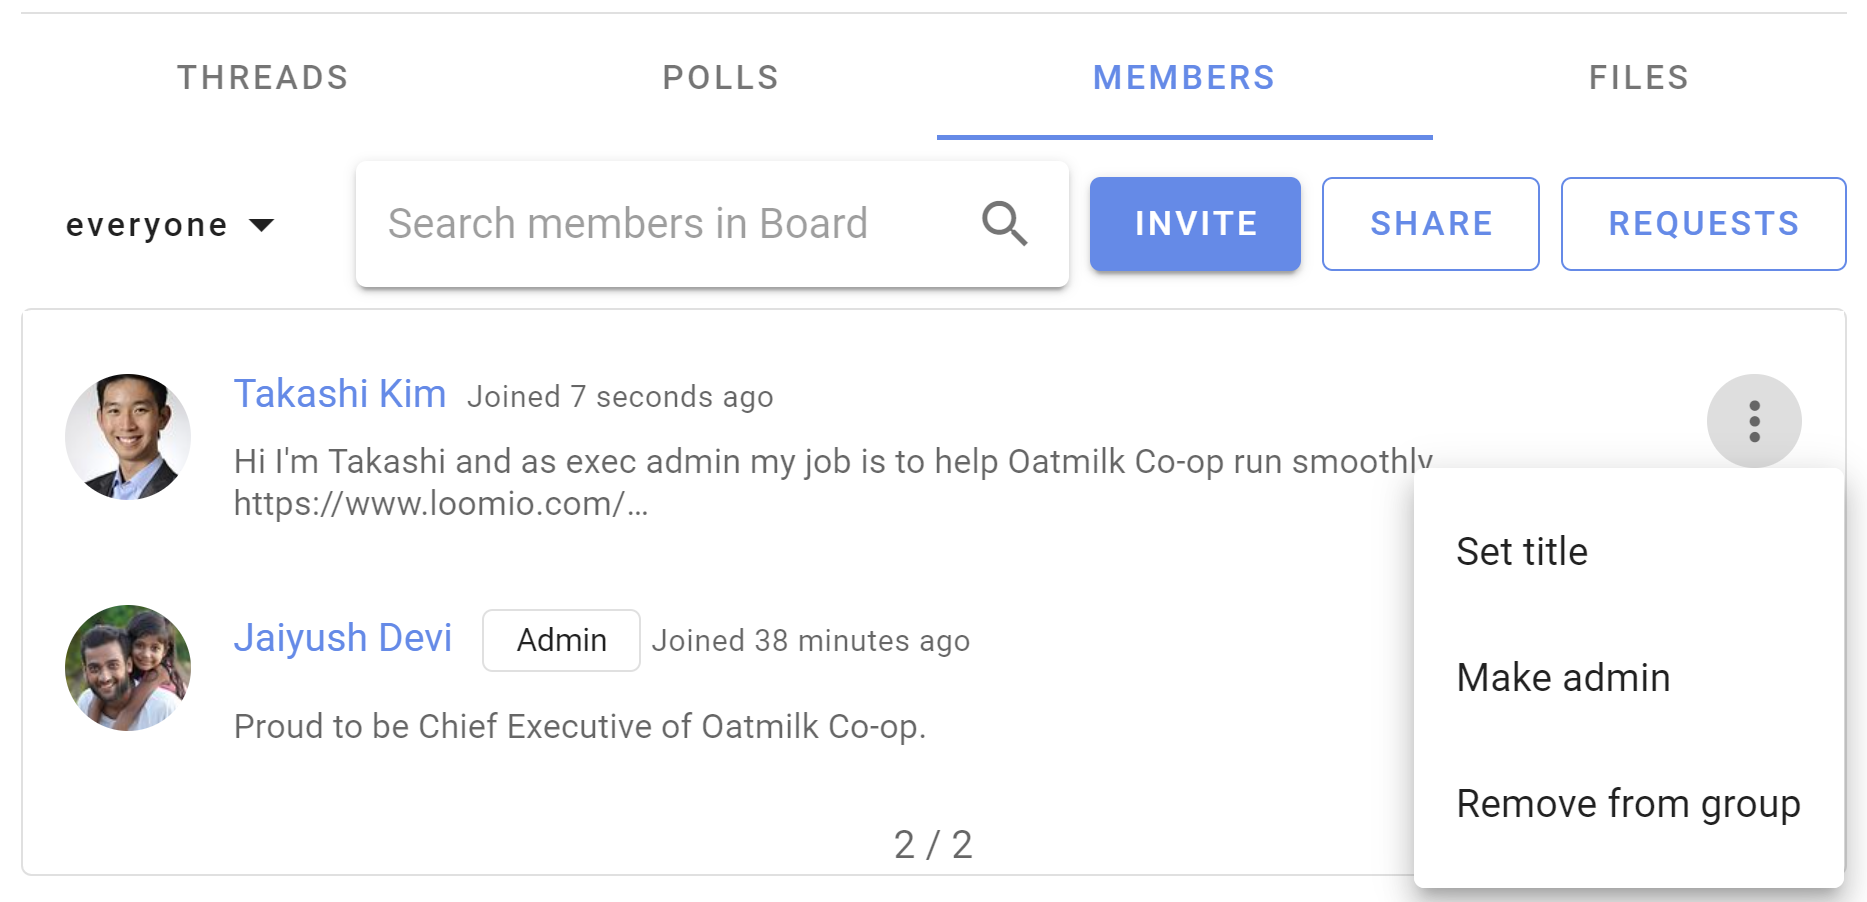 THREADS POLLS MEMBERS FILES
everyone Search members in Board INVITE SHARE REQUESTS
Takashi Kim Joined 7 seconds ago
Hi I'm Takashi and as exec admin my job is to help Oatmilk Co-op run smoothly
https://www.loomio.com/…
Set title
Jaiyush Devi Admin Joined 38 minutes ago
Make admin
Proud to be Chief Executive of Oatmilk Co-op.
Remove from group
2 / 2